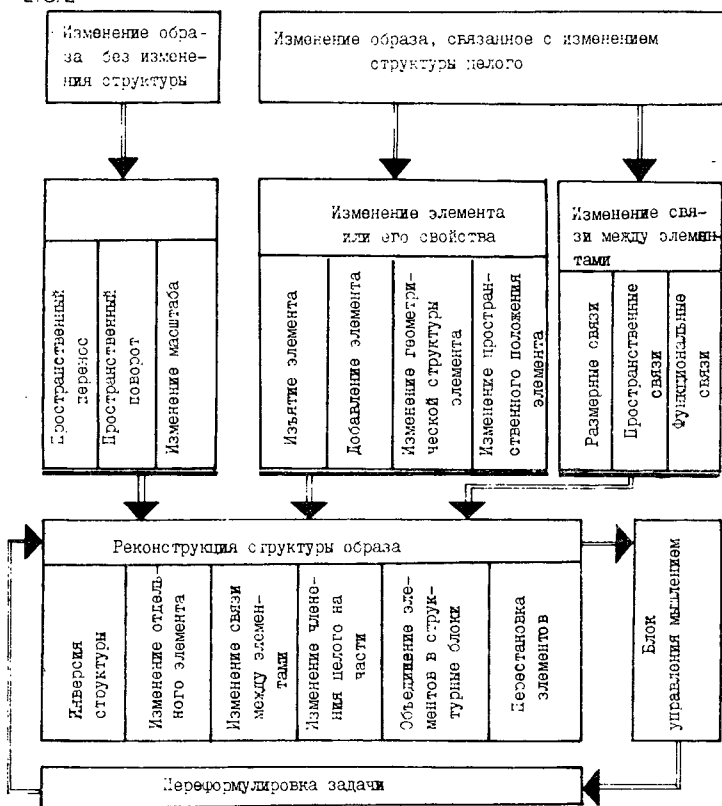 Изменение обра-
за без измене-
ния структуры
Изменение образа, связанное с изменением
структуры целого
Пространственный
перенос
Пространственный
поворот
Изменение масштаба
Изменение элемента
или его свойства
Изъятие элемента
Добавление элемента
Изменение геометри-
ческой структуры
элемента
Изменение простран-
ственного положения
элемента
Изменение свя-
зи между элемен-
тами
Размерные связи
Пространственные
связи
Функциональные
связи
Реконструкция структуры образа
Инверсия
структуры
Изменение отдель-
ного элемента
Изменение связи
между элемен-
тами
Изменение члене-
ния целого на
части
Объединение эле-
ментов в струк-
турные блоки
Перестановка
элементов
Блок
управления мышлением
Переформулировка задачи